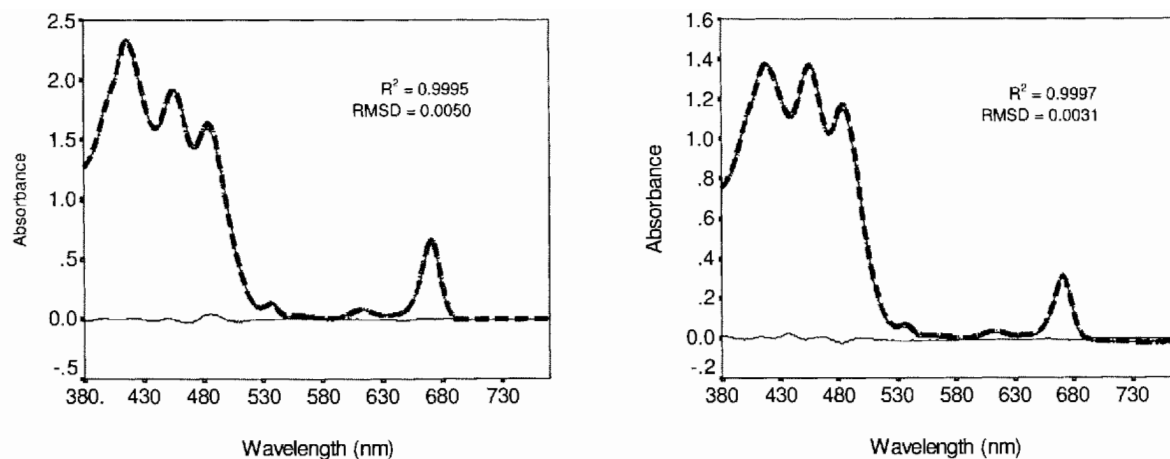 2.5
2.0
1.5
1.0
.5
0.0
-.5
Absorbance
R² = 0.9995
RMSD = 0.0050
380. 430 480 530 580 630 680 730
Wavelength (nm)
1.6
1.4
1.2
1.0
.8
.6
.4
.2
0.0
-.2
Absorbance
R² = 0.9997
RMSD = 0.0031
380 430 480 530 580 630 680 730
Wavelength (nm)